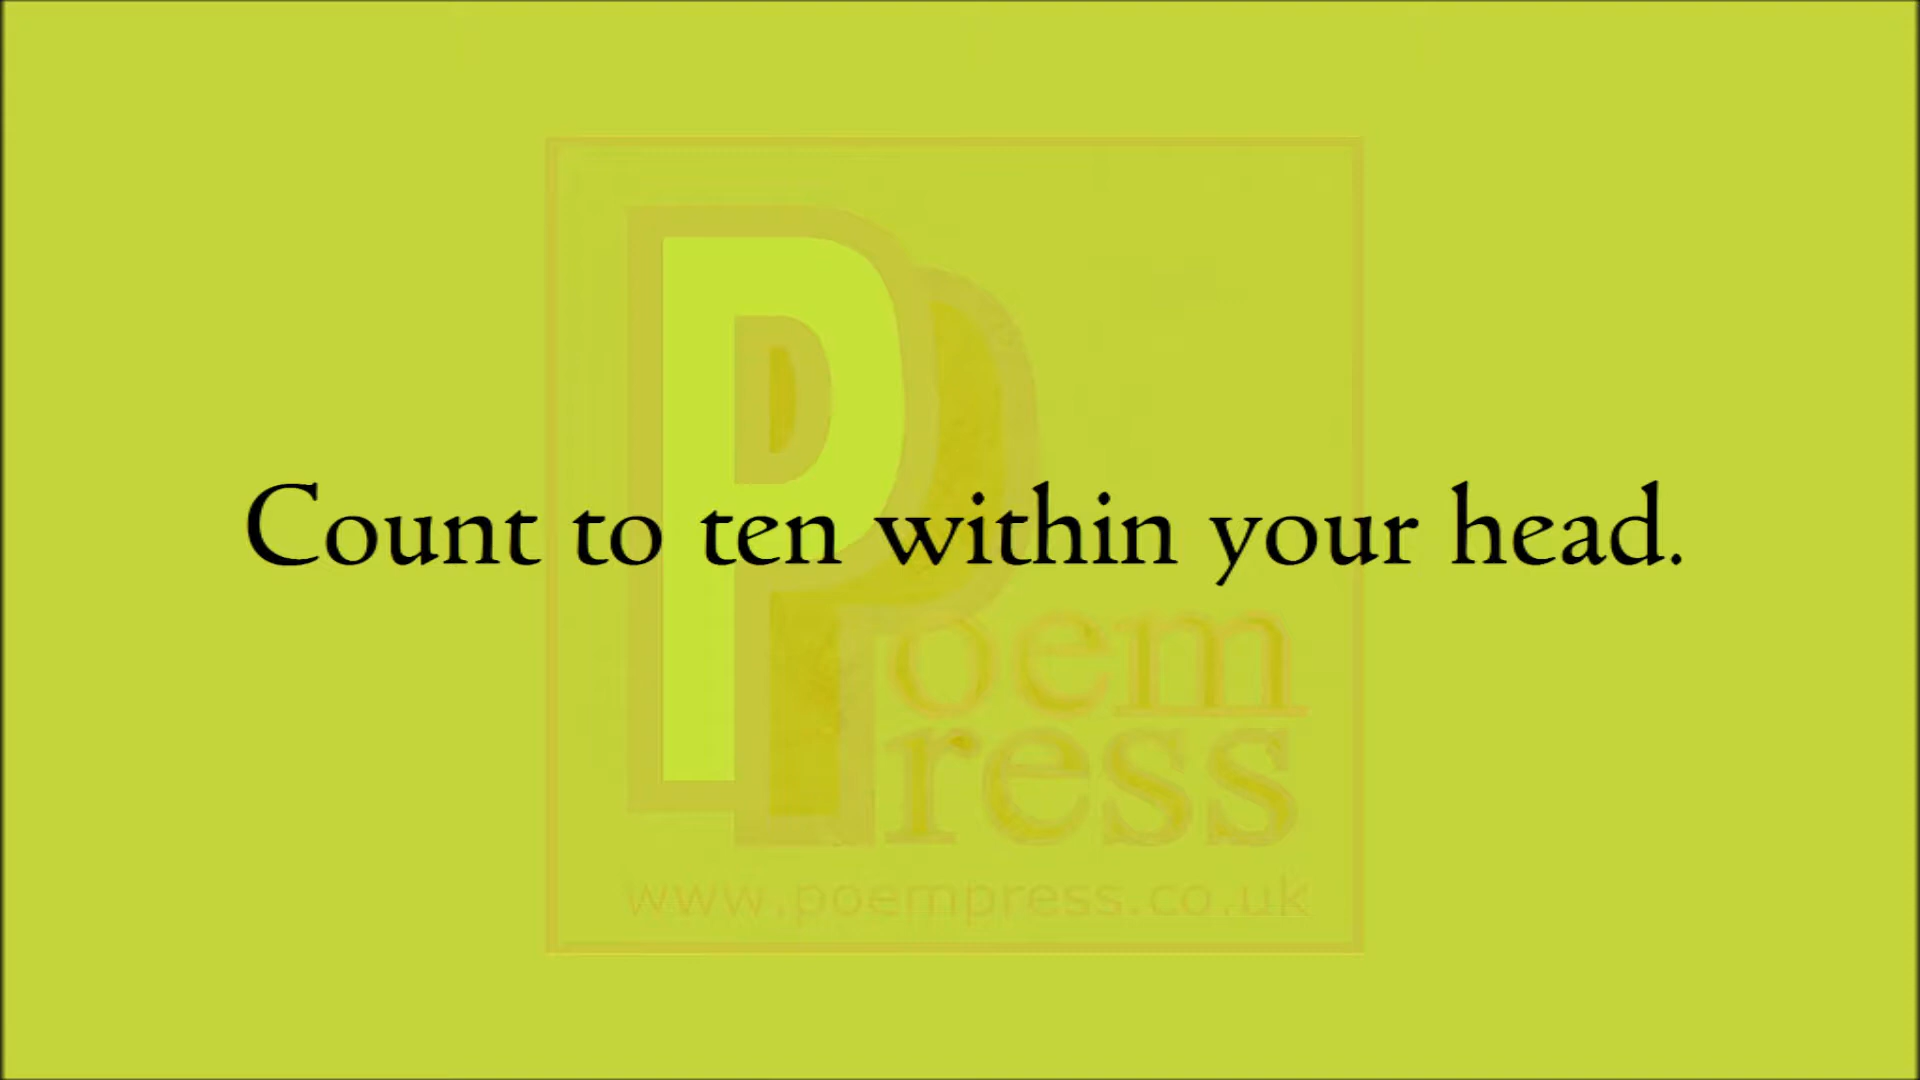 Count to ten within your head.
P
Poem
Press
www.poempress.co.uk